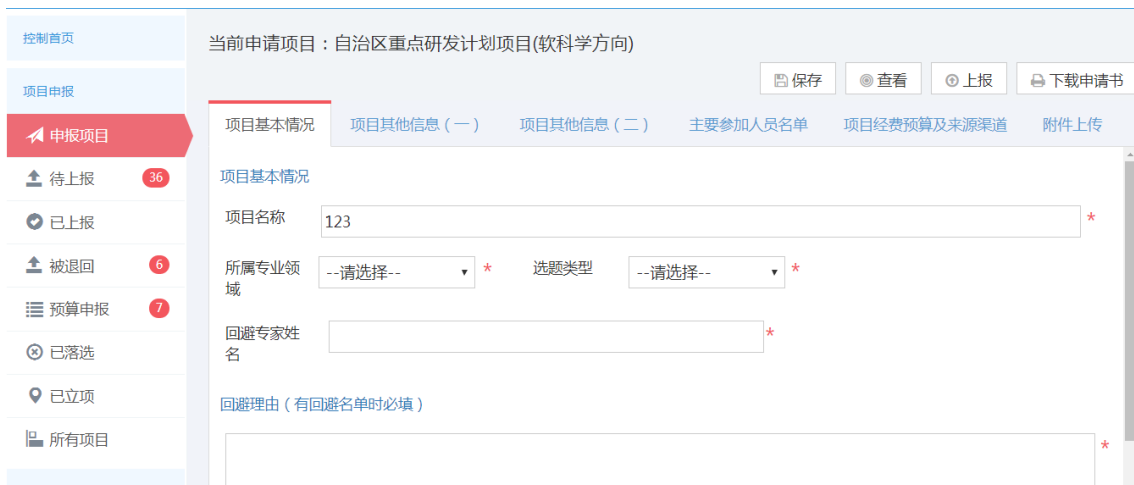 控制首页
项目申报
申报项目
待上报 36
已上报
被退回 6
预算申报 7
已落选
已立项
所有项目
当前申请项目：自治区重点研发计划项目(软科学方向)
保存 查看 上报 下载申请书
项目基本情况 项目其他信息（一） 项目其他信息（二） 主要参加人员名单 项目经费预算及来源渠道 附件上传
项目基本情况
项目名称 123 *
所属专业领 --请选择-- * 选题类型 --请选择-- *
域
回避专家姓 *
名
回避理由（有回避名单时必填）
*